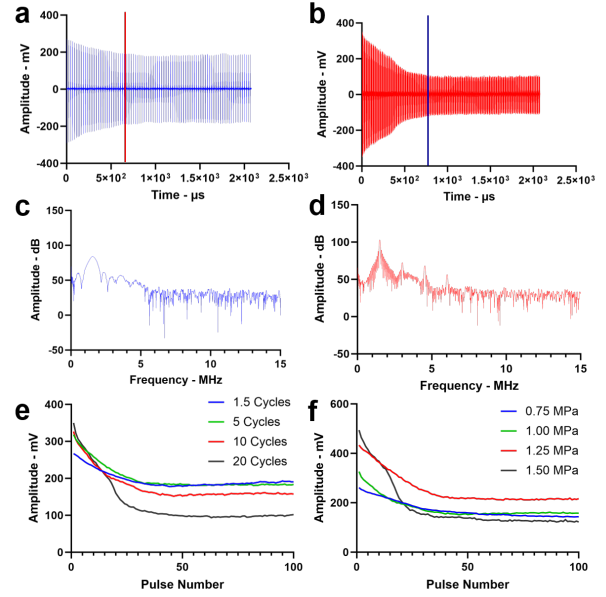 a
Amplitude - mV
400
200
0
-200
-400
0
5×10²
1×10³
1.5×10³
2×10³
2.5×10³
Time - µs
b
Amplitude - mV
400
200
0
-200
-400
0
5×10²
1×10³
1.5×10³
2×10³
2.5×10³
Time - µs
c
Amplitude - dB
150
100
50
0
-50
0
5
10
15
Frequency - MHz
d
Amplitude - dB
150
100
50
0
-50
0
5
10
15
Frequency - MHz
e
Amplitude - mV
400
300
200
100
0
0
50
100
Pulse Number
1.5 Cycles
5 Cycles
10 Cycles
20 Cycles
f
Amplitude - mV
600
400
200
0
0
50
100
Pulse Number
0.75 MPa
1.00 MPa
1.25 MPa
1.50 MPa